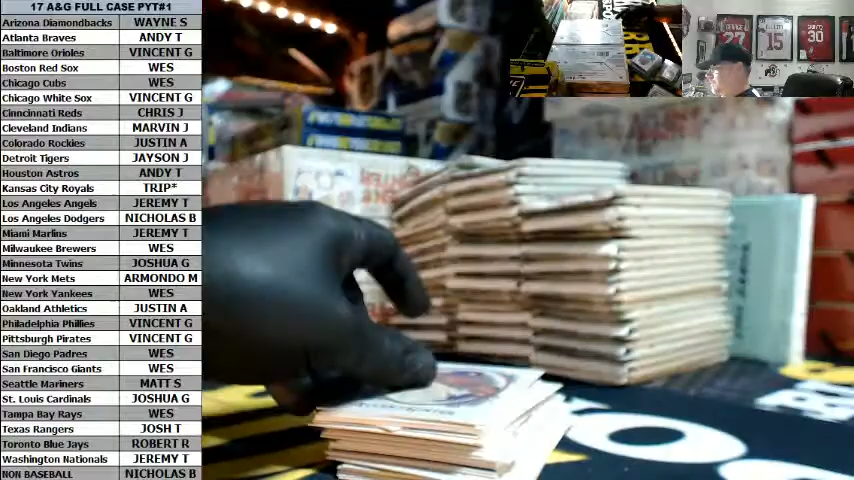 17 A&G FULL CASE PYT#1
Arizona Diamondbacks WAYNE S
Atlanta Braves ANDY T
Baltimore Orioles VINCENT G
Boston Red Sox WES
Chicago Cubs WES
Chicago White Sox VINCENT G
Cinncinati Reds CHRIS J
Cleveland Indians MARVIN J
Colorado Rockies JUSTIN A
Detroit Tigers JAYSON J
Houston Astros ANDY T
Kansas City Royals TRIP*
Los Angeles Angels JEREMY T
Los Angeles Dodgers NICHOLAS B
Miami Marlins JEREMY T
Milwaukee Brewers WES
Minnesota Twins JOSHUA G
New York Mets ARMONDO M
New York Yankees WES
Oakland Athletics JUSTIN A
Philadelphia Phillies VINCENT G
Pittsburgh Pirates VINCENT G
San Diego Padres WES
San Francisco Giants WES
Seattle Mariners MATT S
St. Louis Cardinals JOSHUA G
Tampa Bay Rays WES
Texas Rangers JOSH T
Toronto Blue Jays ROBERT R
Washington Nationals JEREMY T
NON BASEBALL NICHOLAS B
27
15
30